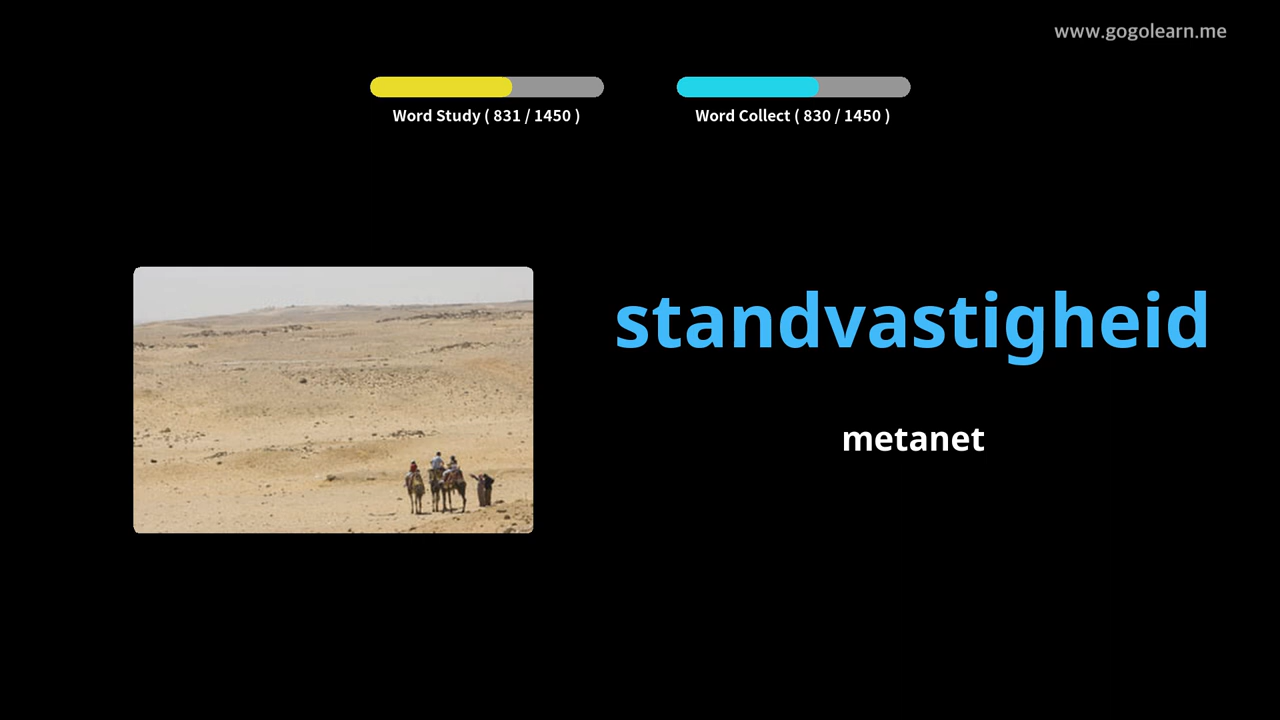 www.gogolearn.me
Word Study ( 831 / 1450 )
Word Collect ( 830 / 1450 )
standvastigheid
metanet